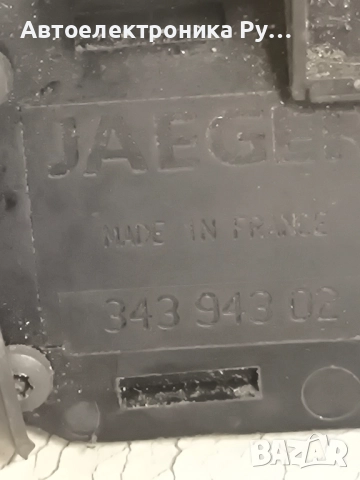 Автоелектроника Ру...
JAEGER
MADE IN FRANCE
343 943 02
BAZAR